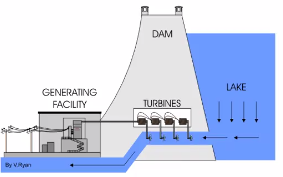 DAM
GENERATING
FACILITY
TURBINES
LAKE
By V.Ryan